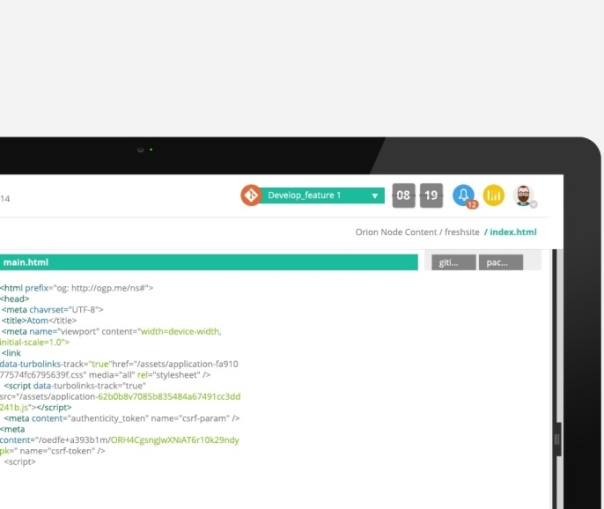 14
Develop_feature 1
08 19
12
Orion Node Content / freshsite / index.html
main.html
giti...
pac...
<html prefix="og: http://ogp.me/ns#">
<head>
<meta chavrset="UTF-8">
<title>Atom</title>
<meta name="viewport" content="width=device-width,
initial-scale=1.0">
<link
data-turbolinks-track="true"href="/assets/application-fa910
77574fc6795639f.css" media="all" rel="stylesheet" />
<script data-turbolinks-track="true"
src="/assets/application-62b0b8v7085b835484a67491cc3dd
241b.js"></script>
<meta content="authenticity_token" name="csrf-param" />
<meta
content="/oedfe+a393b1m/ORH4CgsngJwXNiAT6r10k29ndy
pk=" name="csrf-token" />
<script>